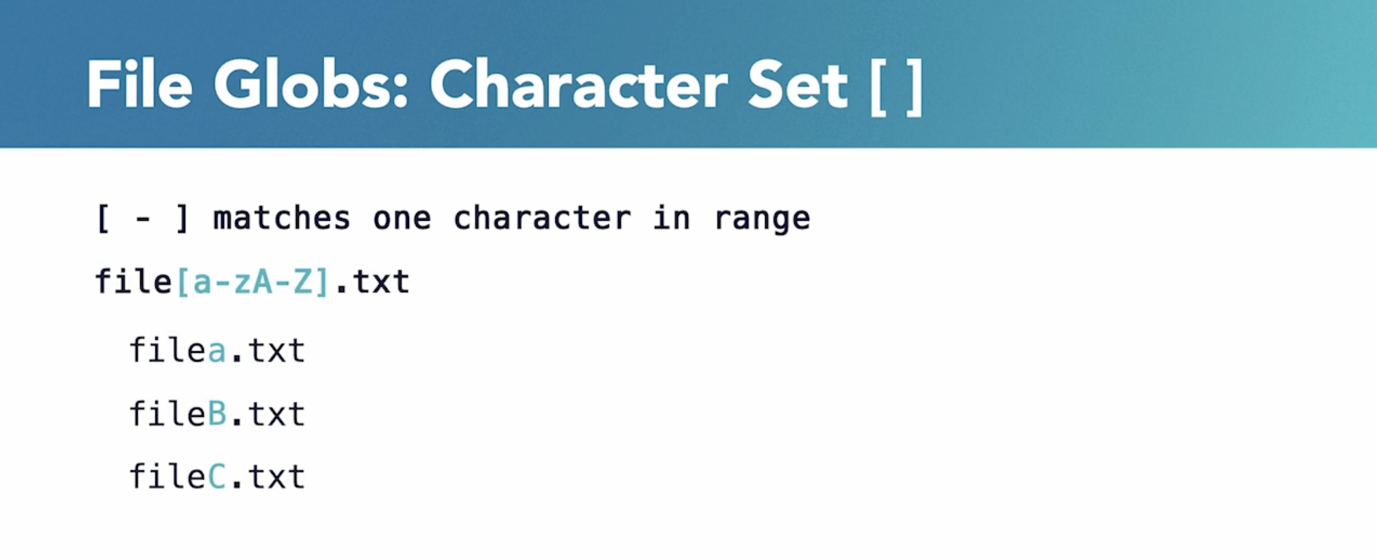 File Globs: Character Set [ ]
[ - ] matches one character in range
file[a-zA-Z].txt
filea.txt
fileB.txt
fileC.txt